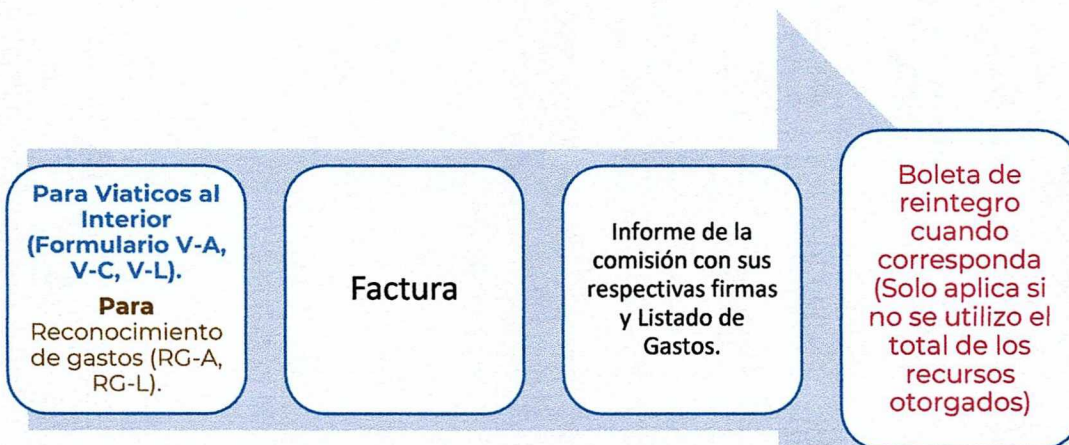 Para Viaticos al
Interior
(Formulario V-A,
V-C, V-L).
Para
Reconocimiento
de gastos (RG-A,
RG-L).
Factura
Informe de la
comisión con sus
respectivas firmas
y Listado de
Gastos.
Boleta de
reintegro
cuando
corresponda
(Solo aplica si
no se utilizo el
total de los
recursos
otorgados)